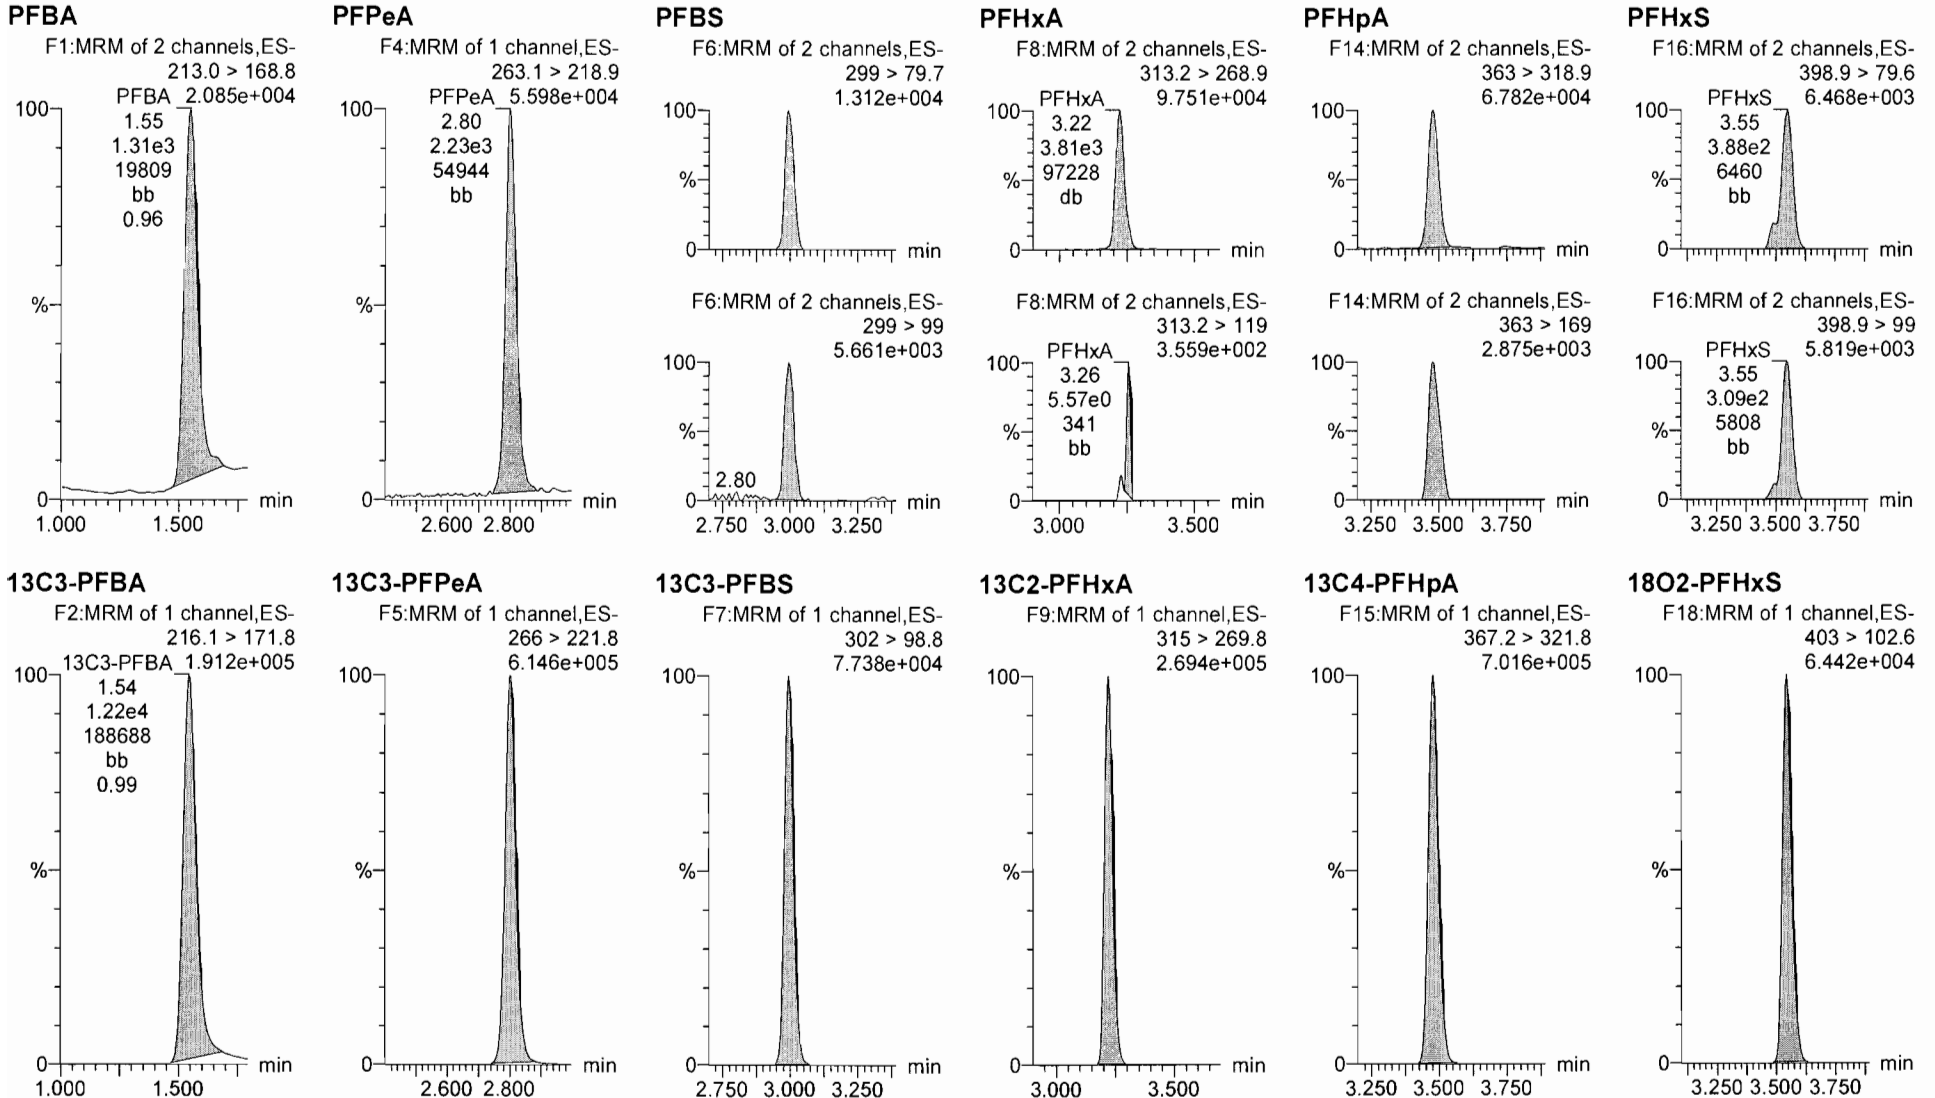 PFBA
F1:MRM of 2 channels,ES-
213.0 > 168.8
PFBA 2.085e+004
100
1.55
1.31e3
19809
bb
0.96
%
0
min
1.000 1.500
PFPeA
F4:MRM of 1 channel,ES-
263.1 > 218.9
PFPeA 5.598e+004
100
2.80
2.23e3
54944
bb
%
0
min
2.600 2.800
PFBS
F6:MRM of 2 channels,ES-
299 > 79.7
1.312e+004
100
%
0
min
F6:MRM of 2 channels,ES-
299 > 99
5.661e+003
100
%
2.80
0
min
2.750 3.000 3.250
PFHxA
F8:MRM of 2 channels,ES-
313.2 > 268.9
9.751e+004
PFHxA
100
3.22
3.81e3
97228
db
%
0
min
F8:MRM of 2 channels,ES-
313.2 > 119
3.559e+002
PFHxA
100
3.26
5.57e0
341
bb
%
0
min
3.000 3.500
PFHpA
F14:MRM of 2 channels,ES-
363 > 318.9
6.782e+004
100
%
0
min
F14:MRM of 2 channels,ES-
363 > 169
2.875e+003
100
%
0
min
3.250 3.500 3.750
PFHxS
F16:MRM of 2 channels,ES-
398.9 > 79.6
PFHxS 6.468e+003
100
3.55
3.88e2
6460
bb
%
0
min
F16:MRM of 2 channels,ES-
398.9 > 99
PFHxS 5.819e+003
100
3.55
3.09e2
5808
bb
%
0
min
3.250 3.500 3.750
13C3-PFBA
F2:MRM of 1 channel,ES-
216.1 > 171.8
13C3-PFBA 1.912e+005
100
1.54
1.22e4
188688
bb
0.99
%
0
min
1.000 1.500
13C3-PFPeA
F5:MRM of 1 channel,ES-
266 > 221.8
6.146e+005
100
%
0
min
2.600 2.800
13C3-PFBS
F7:MRM of 1 channel,ES-
302 > 98.8
7.738e+004
100
%
0
min
2.750 3.000 3.250
13C2-PFHxA
F9:MRM of 1 channel,ES-
315 > 269.8
2.694e+005
100
%
0
min
3.000 3.500
13C4-PFHpA
F15:MRM of 1 channel,ES-
367.2 > 321.8
7.016e+005
100
%
0
min
3.250 3.500 3.750
18O2-PFHxS
F18:MRM of 1 channel,ES-
403 > 102.6
6.442e+004
100
%
0
min
3.250 3.500 3.750